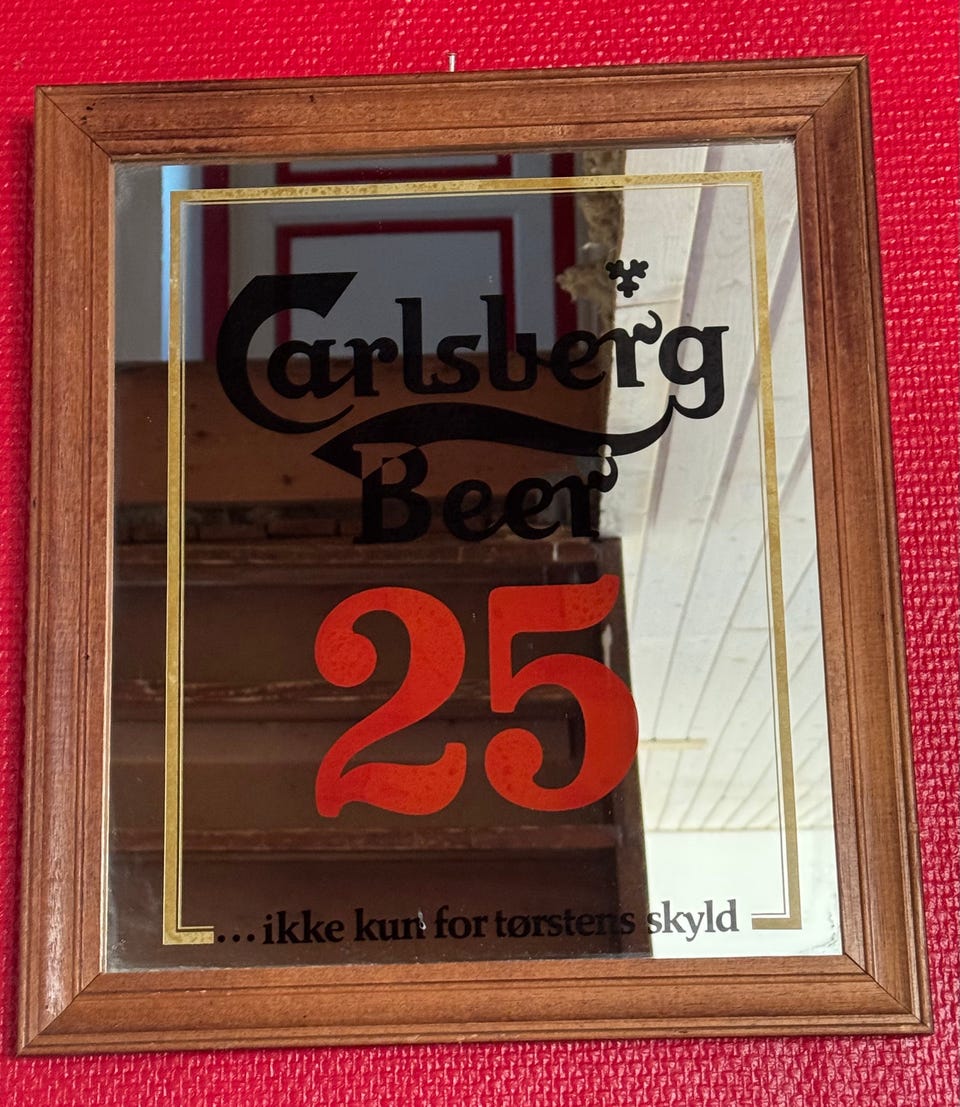 Carlsberg
Beer
25
...ikke kun for tørstens skyld